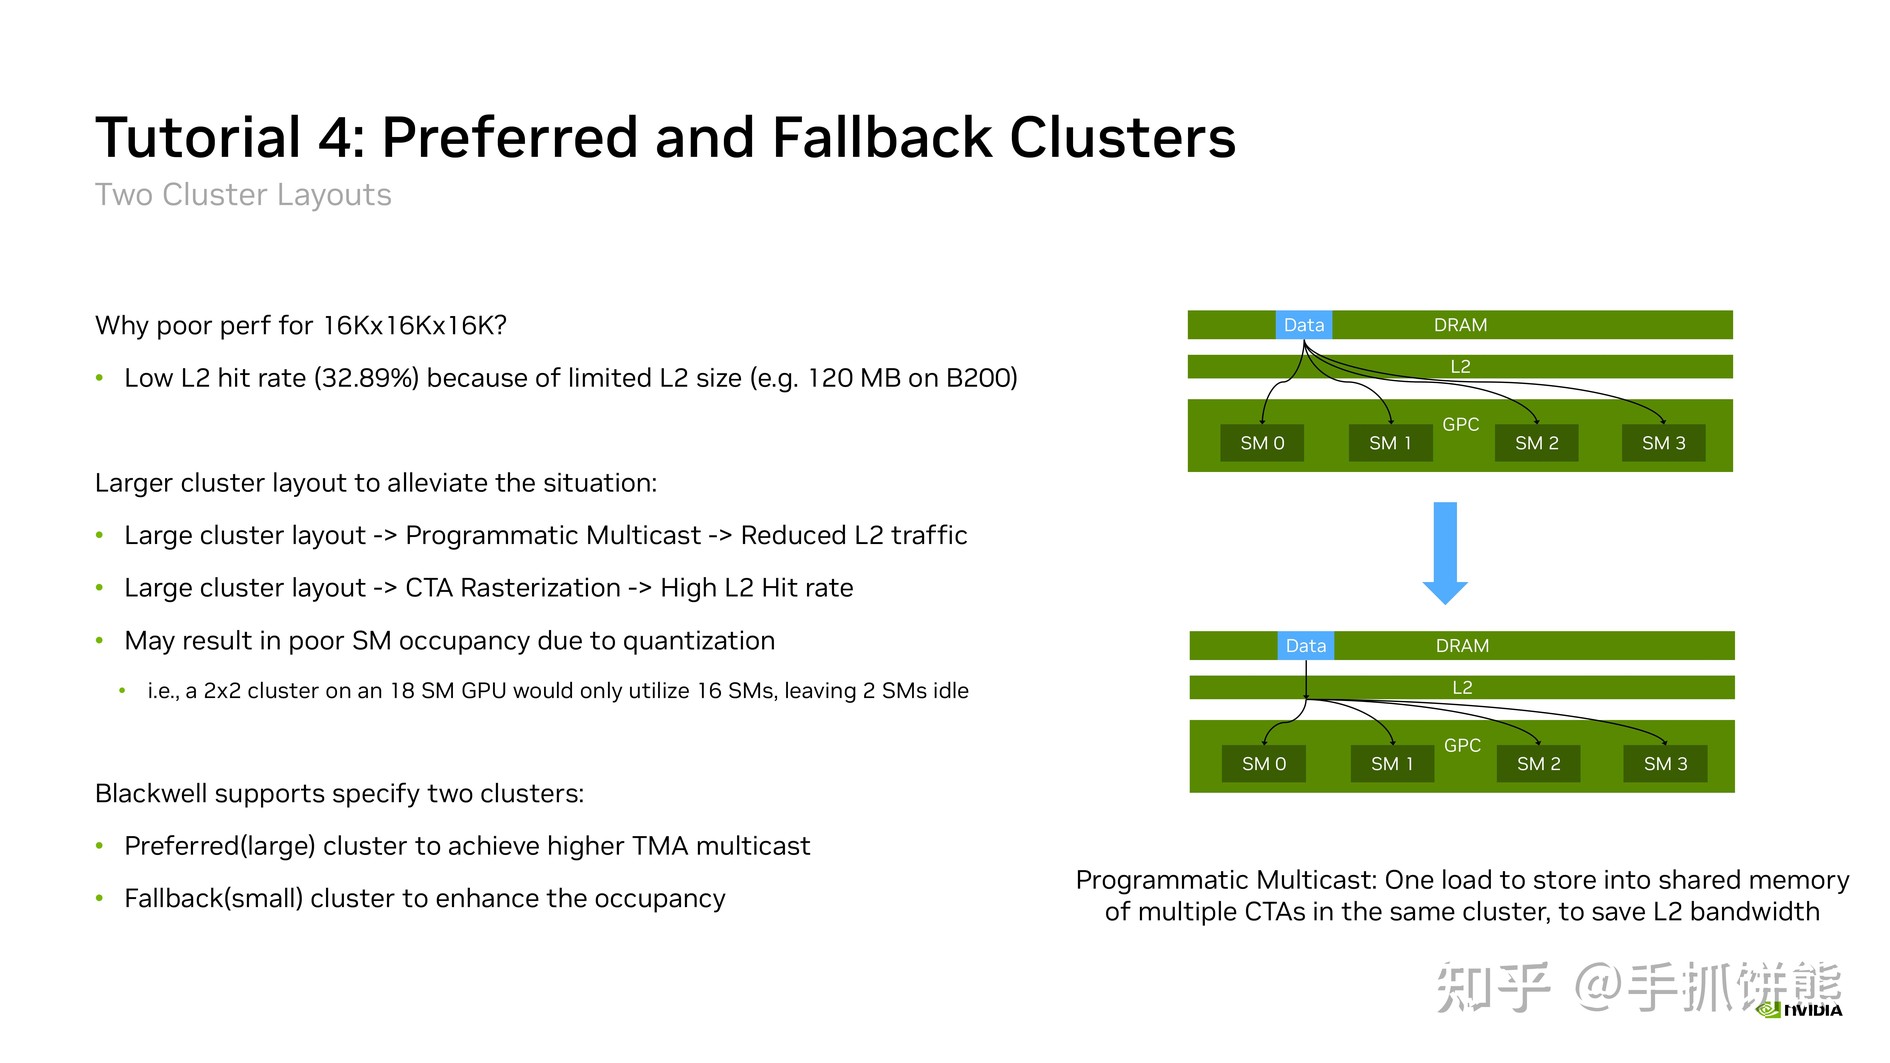 Tutorial 4: Preferred and Fallback Clusters
Two Cluster Layouts
Why poor perf for 16Kx16Kx16K?
• Low L2 hit rate (32.89%) because of limited L2 size (e.g. 120 MB on B200)
Larger cluster layout to alleviate the situation:
• Large cluster layout -> Programmatic Multicast -> Reduced L2 traffic
• Large cluster layout -> CTA Rasterization -> High L2 Hit rate
• May result in poor SM occupancy due to quantization
• i.e., a 2x2 cluster on an 18 SM GPU would only utilize 16 SMs, leaving 2 SMs idle
Blackwell supports specify two clusters:
• Preferred(large) cluster to achieve higher TMA multicast
• Fallback(small) cluster to enhance the occupancy
Data DRAM
L2
GPC
SM 0 SM 1 SM 2 SM 3
Data DRAM
L2
GPC
SM 0 SM 1 SM 2 SM 3
Programmatic Multicast: One load to store into shared memory
of multiple CTAs in the same cluster, to save L2 bandwidth
知乎 @手抓饼熊
NVIDIA